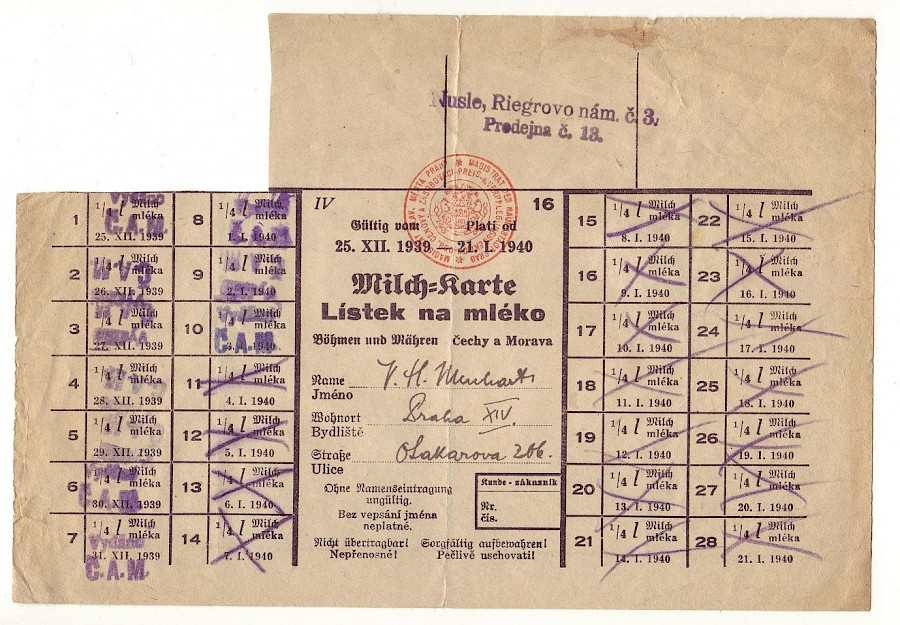 Nusle, Riegrovo nám. č. 3.
Prodejna č. 13.
IV
16
Gültig vom Platí od
25. XII. 1939 21. I. 1940
Milch-Karte
Lístek na mléko
Böhmen und Mähren Čechy a Morava
Name
Jméno
Wohnort Praha XIV.
Bydliště
Straße Otakarova 266.
Ulice
Ohne Namenseintragung
ungültig.
Bez vepsání jména
neplatné.
Kunde - zákazník
Nr.
čís.
Nicht übertragbar! Sorgfältig aufbewahren!
Nepřenosné! Pečlivě uschovati!
1 1/4 l Milch mléka 25. XII. 1939
C.A.M.
2 1/4 l Milch mléka 26. XII. 1939
3 1/4 l Milch mléka 27. XII. 1939
4 1/4 l Milch mléka 28. XII. 1939
5 1/4 l Milch mléka 29. XII. 1939
6 1/4 l Milch mléka 30. XII. 1939
C.A.M.
7 1/4 l Milch mléka 31. XII. 1939
Vydáno
C.A.M.
8 1/4 l mléka 1. I. 1940
9 1/4 l mléka 2. I. 1940
10 1/4 l mléka 3. I. 1940
C.A.M.
11 1/4 l Milch mléka 4. I. 1940
12 1/4 l Milch mléka 5. I. 1940
13 1/4 l Milch mléka 6. I. 1940
14 1/4 l Milch mléka 7. I. 1940
15 1/4 l Milch mléka 8. I. 1940
16 1/4 l Milch mléka 9. I. 1940
17 1/4 l Milch mléka 10. I. 1940
18 1/4 l Milch mléka 11. I. 1940
19 1/4 l Milch mléka 12. I. 1940
20 1/4 l Milch mléka 13. I. 1940
21 1/4 l Milch mléka 14. I. 1940
22 1/4 l Milch mléka 15. I. 1940
23 1/4 l Milch mléka 16. I. 1940
24 1/4 l Milch mléka 17. I. 1940
25 1/4 l Milch mléka 18. I. 1940
26 1/4 l Milch mléka 19. I. 1940
27 1/4 l Milch mléka 20. I. 1940
28 1/4 l Milch mléka 21. I. 1940